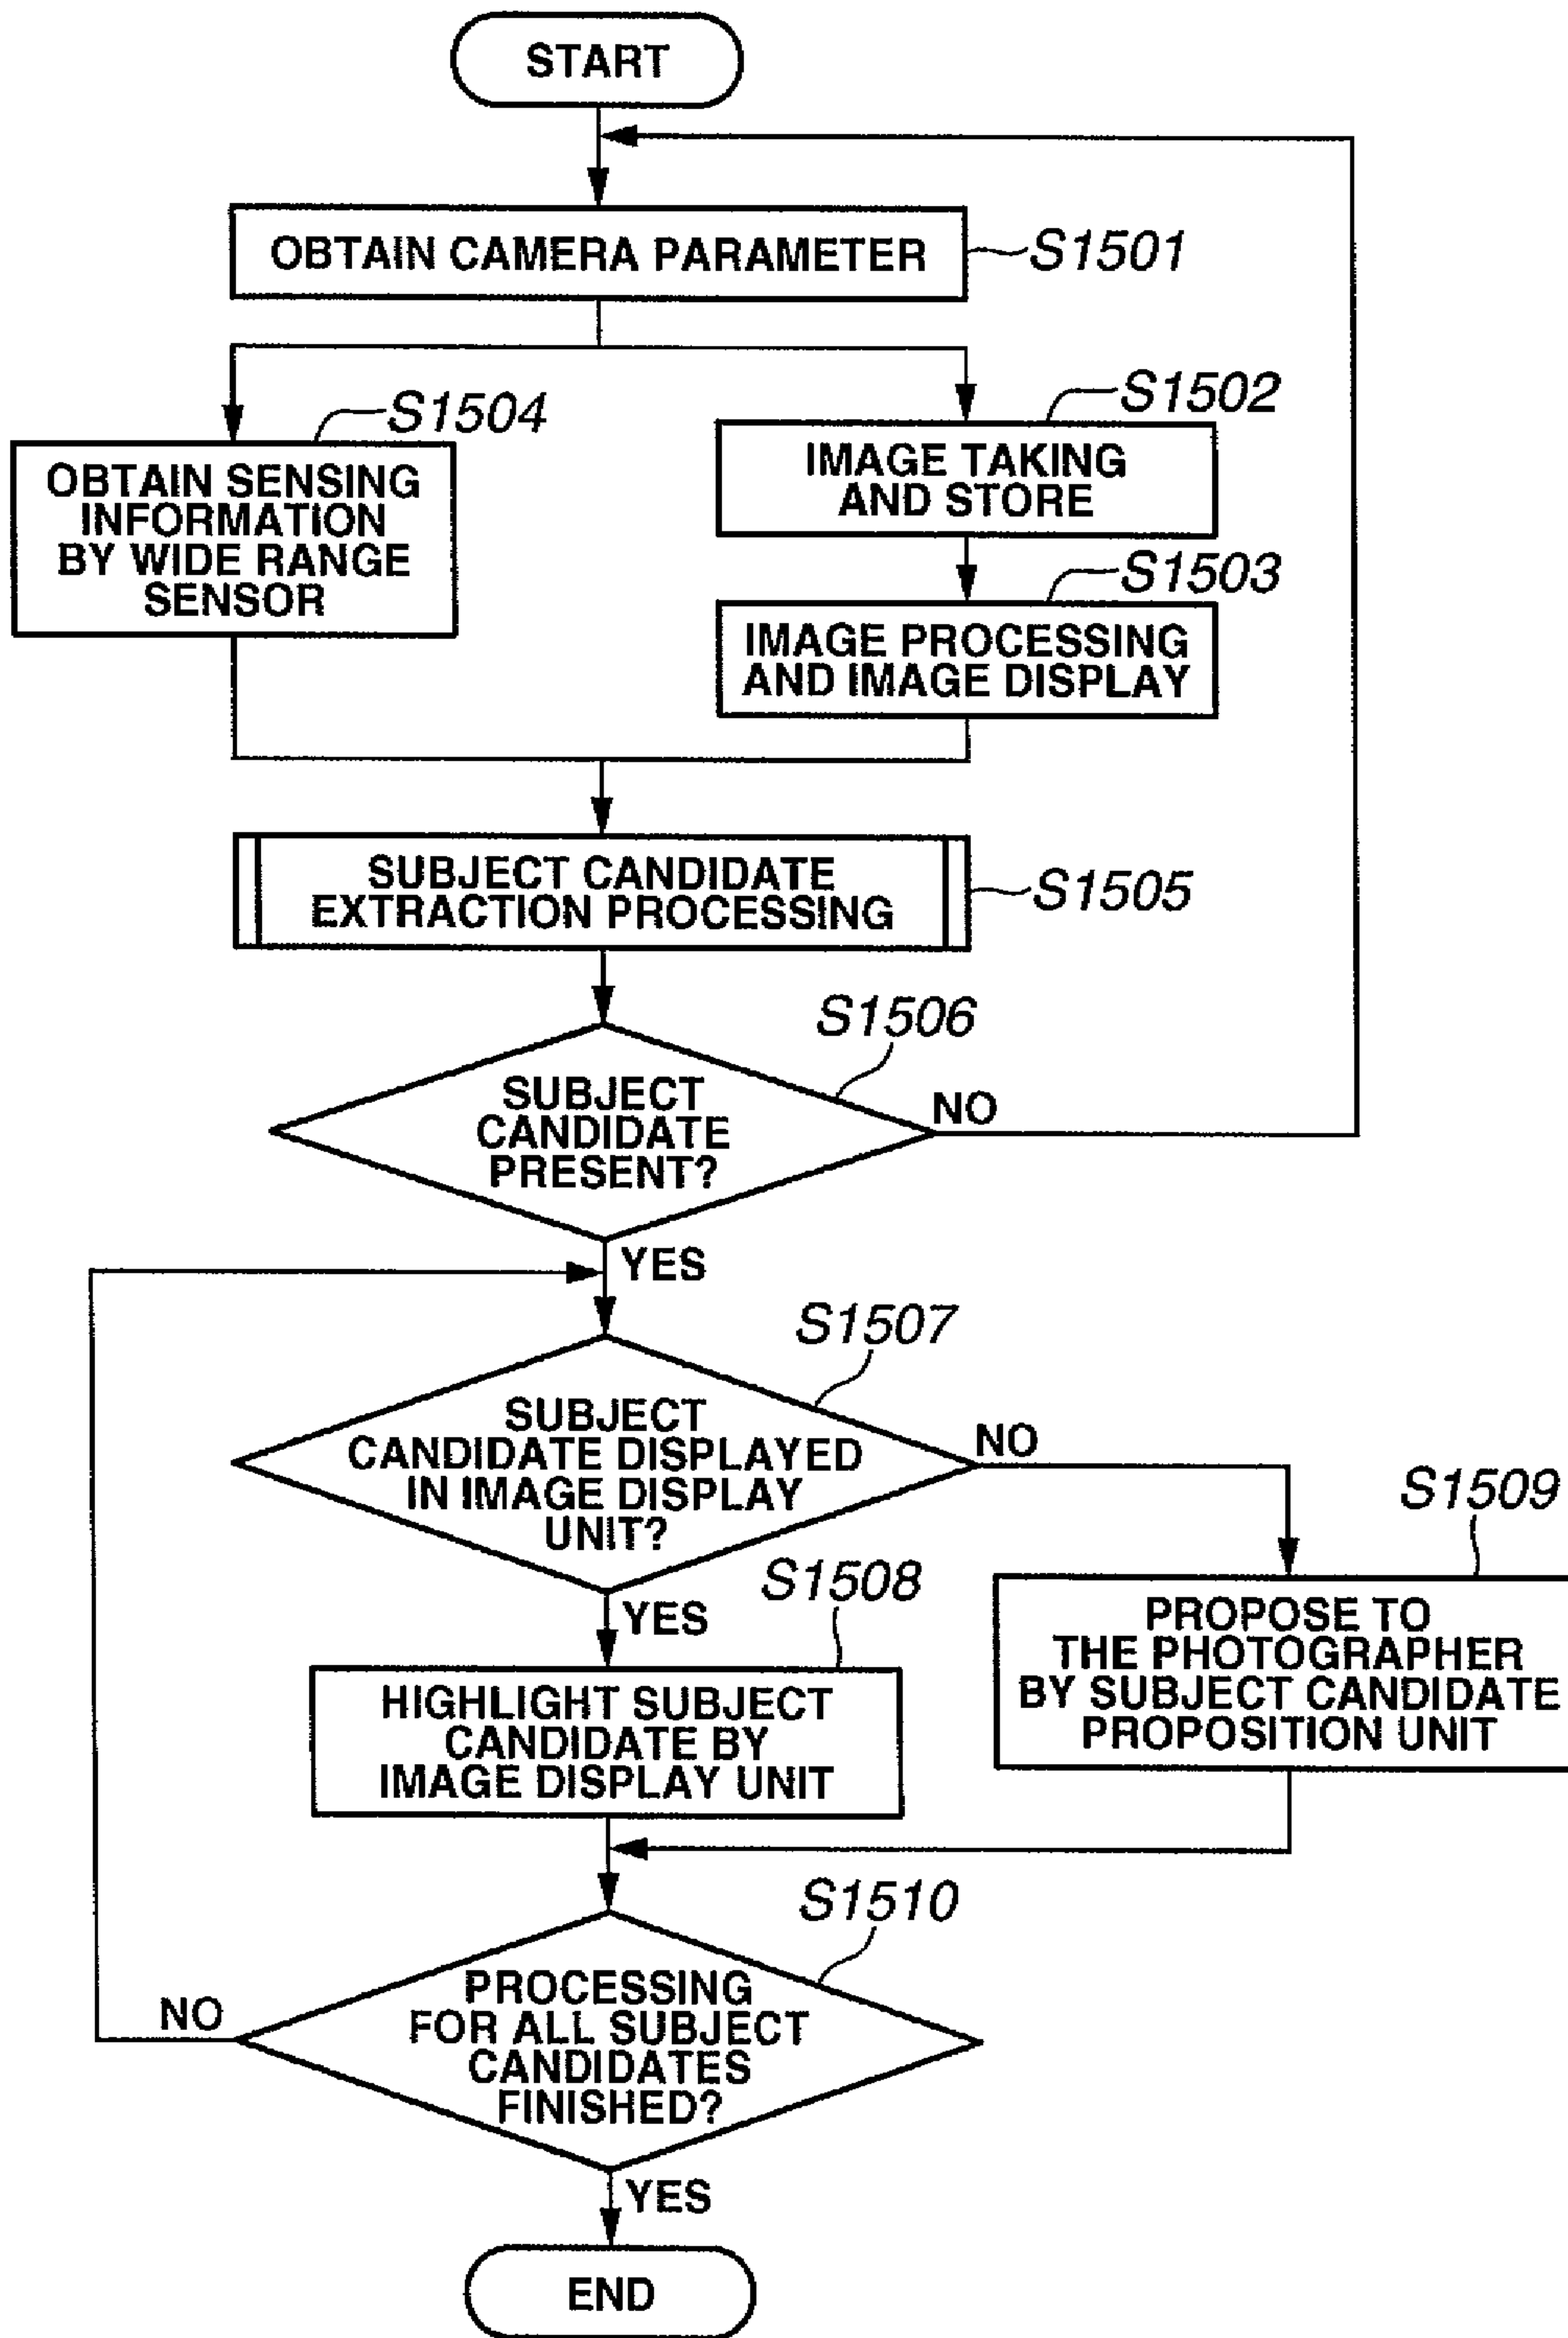 START
OBTAIN CAMERA PARAMETER
S1501
S1504
OBTAIN SENSING
INFORMATION
BY WIDE RANGE
SENSOR
S1502
IMAGE TAKING
AND STORE
S1503
IMAGE PROCESSING
AND IMAGE DISPLAY
SUBJECT CANDIDATE
EXTRACTION PROCESSING
S1505
S1506
SUBJECT
CANDIDATE
PRESENT?
NO
YES
S1507
SUBJECT
CANDIDATE DISPLAYED
IN IMAGE DISPLAY
UNIT?
NO
YES
S1508
HIGHLIGHT SUBJECT
CANDIDATE BY
IMAGE DISPLAY UNIT
S1509
PROPOSE TO
THE PHOTOGRAPHER
BY SUBJECT CANDIDATE
PROPOSITION UNIT
S1510
PROCESSING
FOR ALL SUBJECT
CANDIDATES
FINISHED?
NO
YES
END